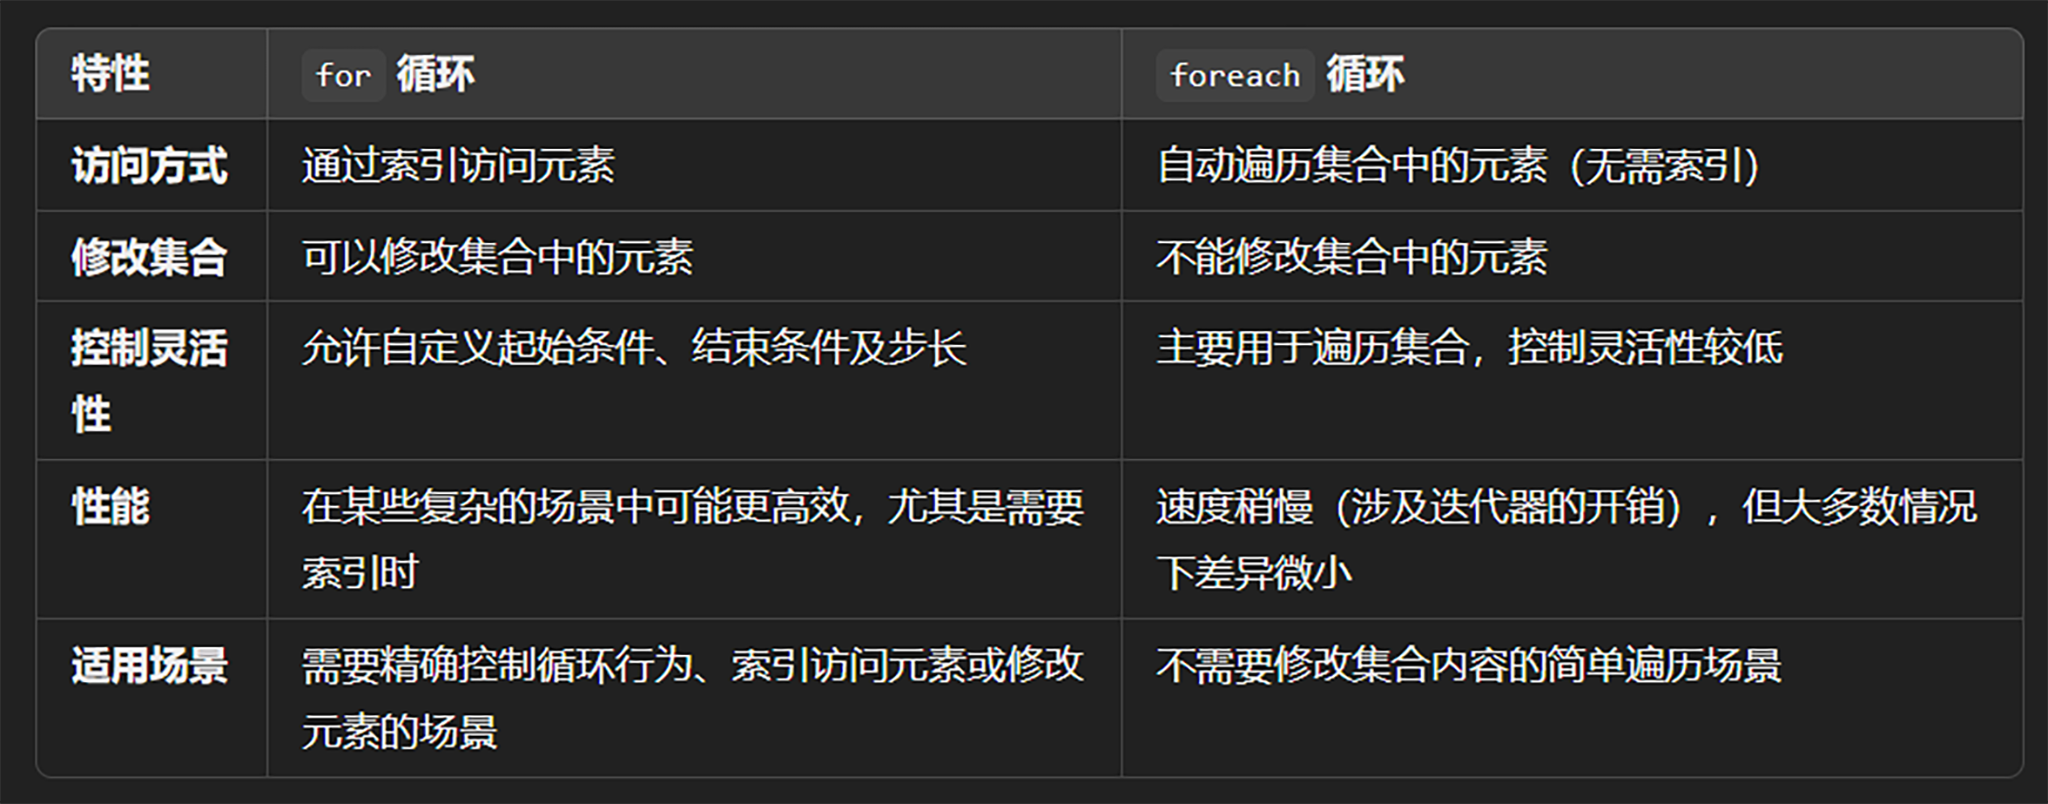 特性
for 循环
foreach 循环
访问方式
通过索引访问元素
自动遍历集合中的元素（无需索引）
修改集合
可以修改集合中的元素
不能修改集合中的元素
控制灵活
性
允许自定义起始条件、结束条件及步长
主要用于遍历集合，控制灵活性较低
性能
在某些复杂的场景中可能更高效，尤其是需要
索引时
速度稍慢（涉及迭代器的开销），但大多数情况
下差异微小
适用场景
需要精确控制循环行为、索引访问元素或修改
元素的场景
不需要修改集合内容的简单遍历场景